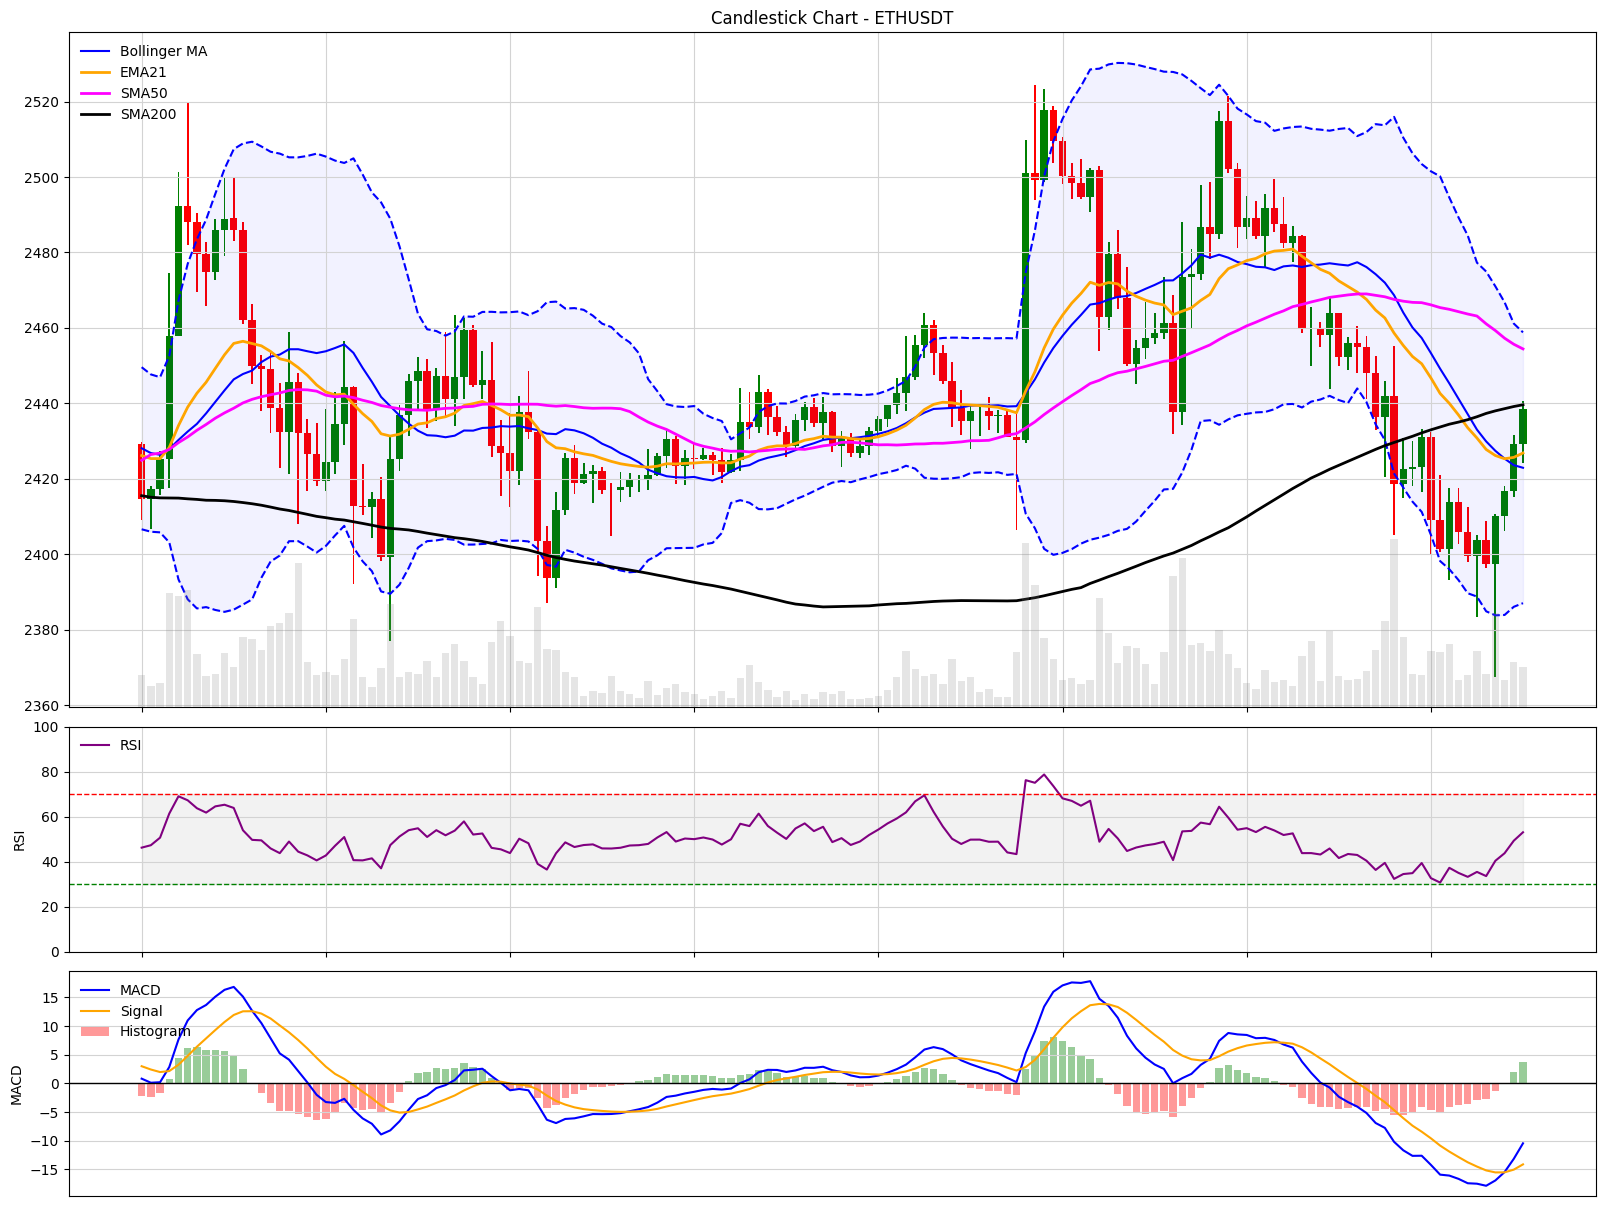 Candlestick Chart - ETHUSDT
Bollinger MA
EMA21
SMA50
SMA200
2520
2500
2480
2460
2440
2420
2400
2380
2360
100
80
60
40
20
0
RSI
RSI
15
10
5
0
−5
−10
−15
MACD
MACD
Signal
Histogram